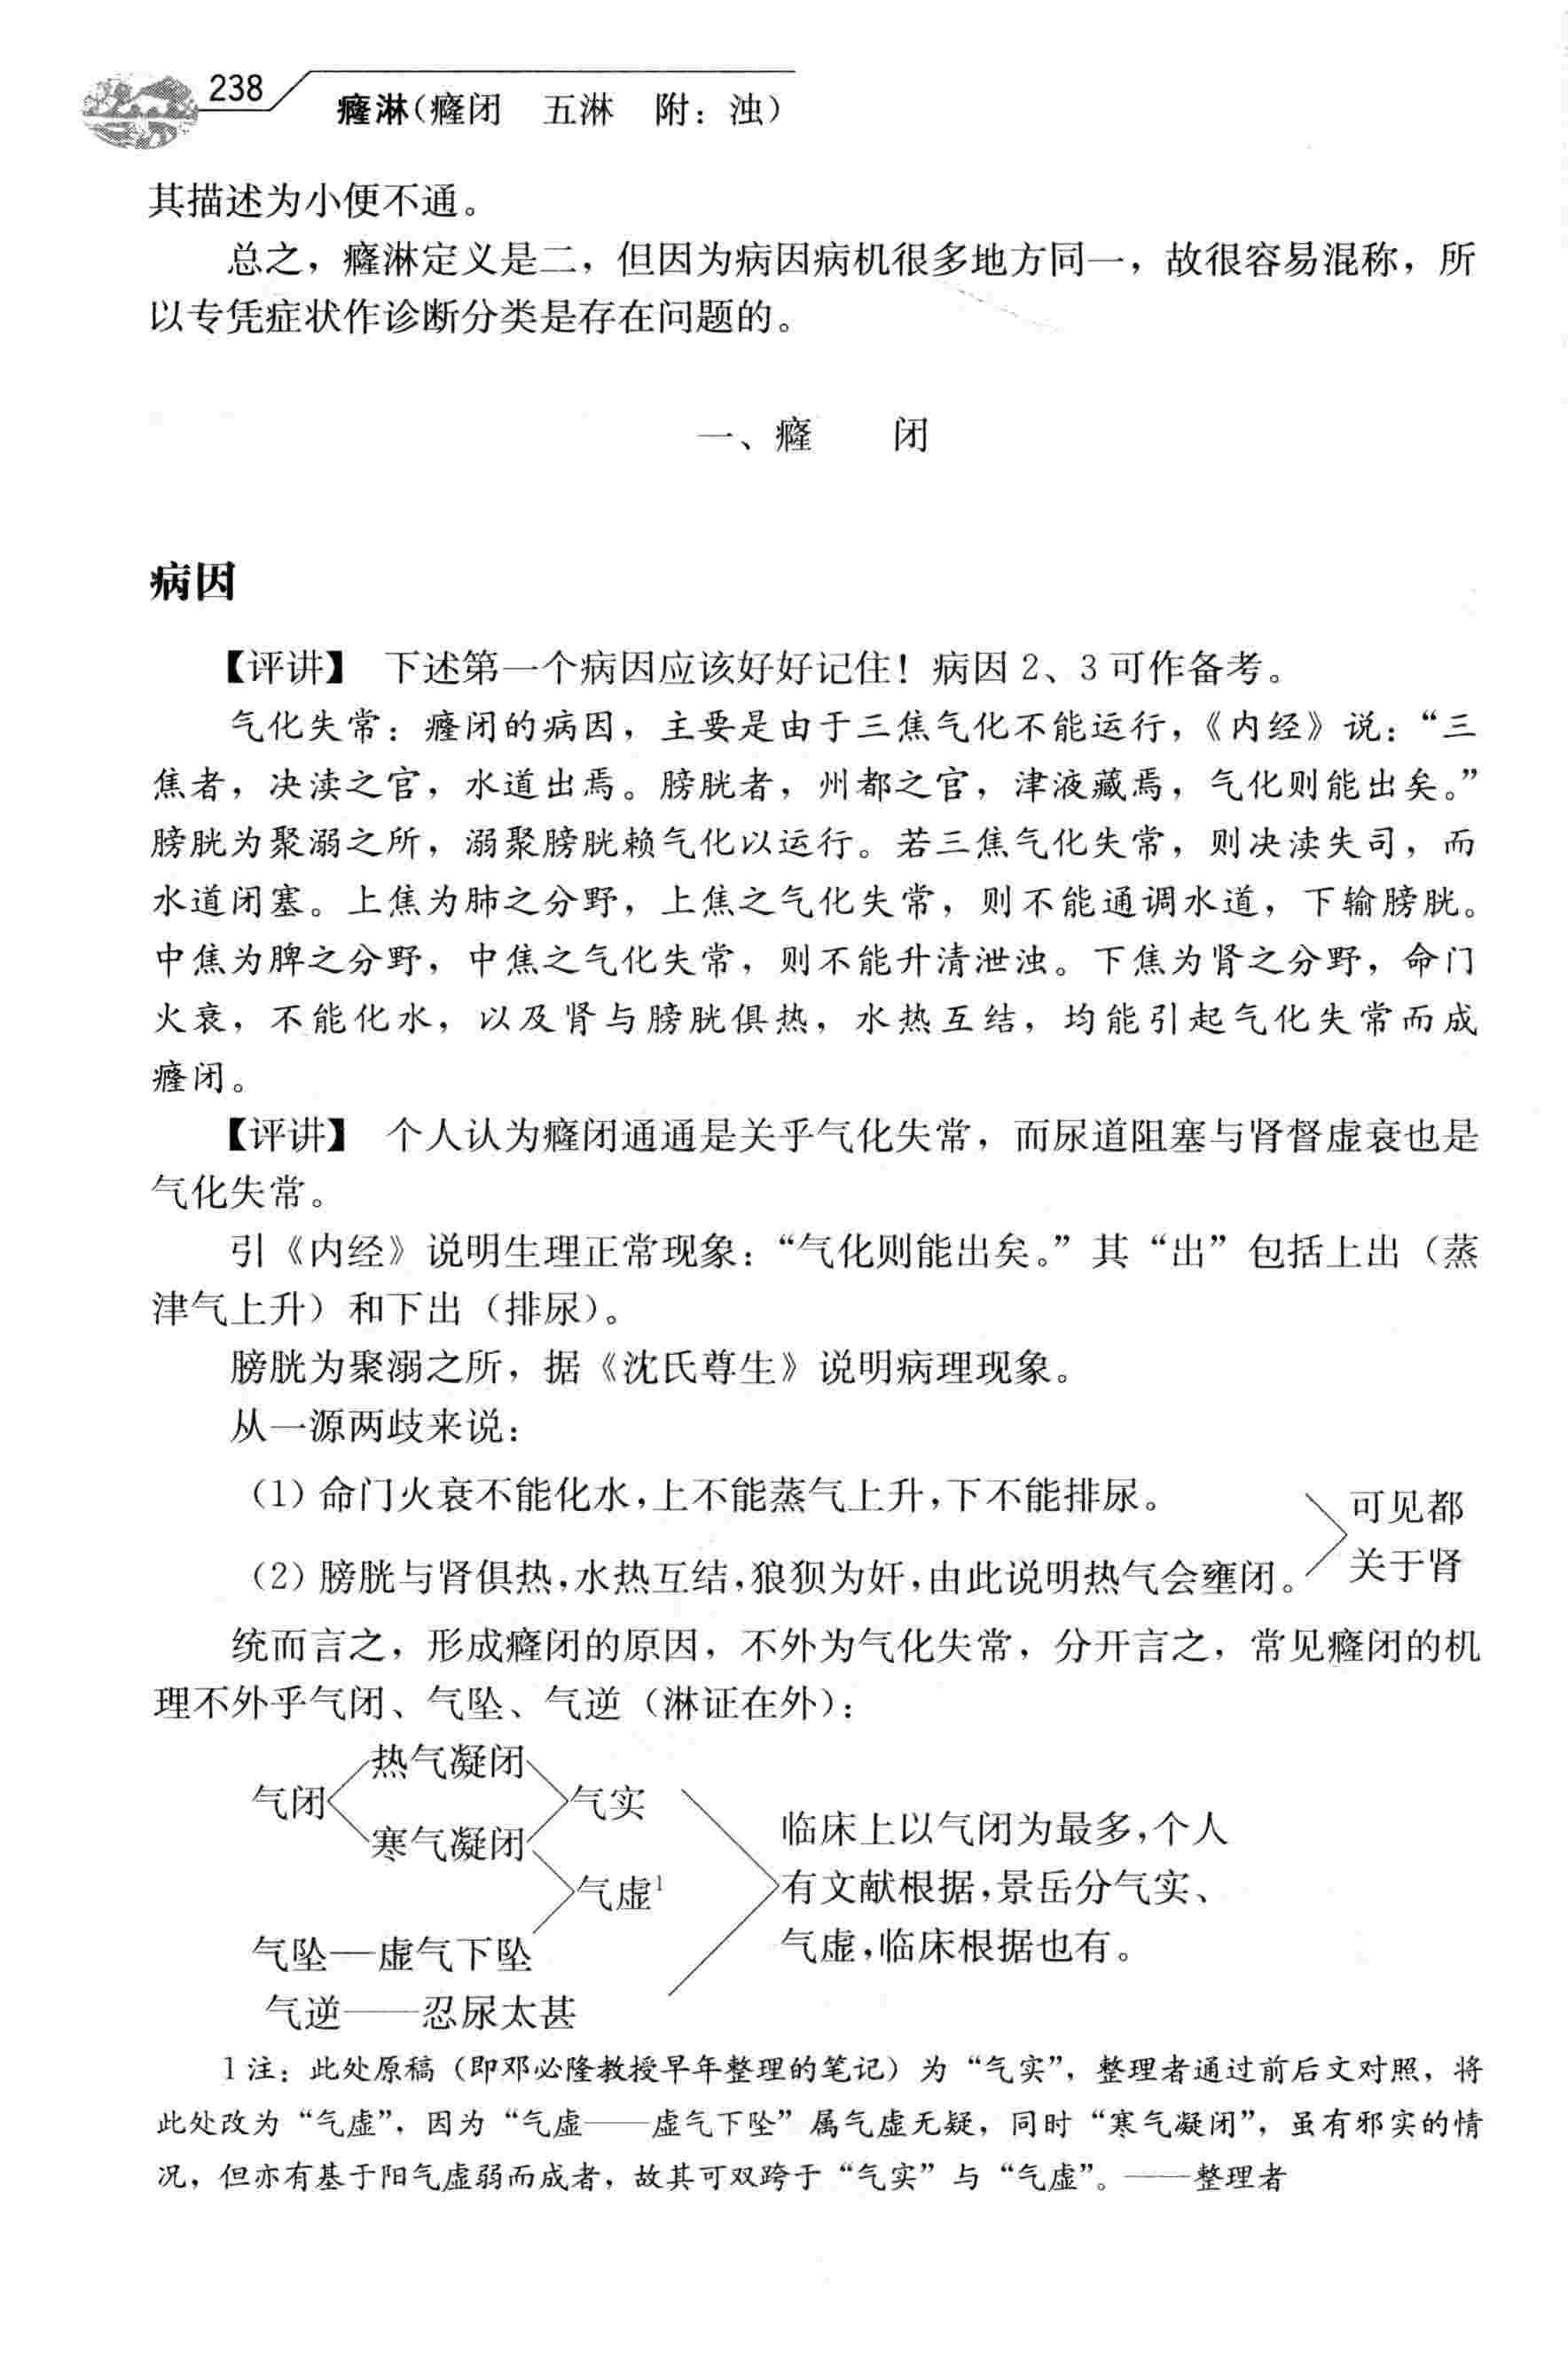 238
癃淋(癃闭 五淋 附：浊)
其描述为小便不通。
总之，癃淋定义是二，但因为病因病机很多地方同一，故很容易混称，所
以专凭症状作诊断分类是存在问题的。
一、癃 闭
病因
【评讲】 下述第一个病因应该好好记住！病因 2、3 可作备考。
气化失常：癃闭的病因，主要是由于三焦气化不能运行，《内经》说：“三
焦者，决渎之官，水道出焉。膀胱者，州都之官，津液藏焉，气化则能出矣。”
膀胱为聚溺之所，溺聚膀胱赖气化以运行。若三焦气化失常，则决渎失司，而
水道闭塞。上焦为肺之分野，上焦之气化失常，则不能通调水道，下输膀胱。
中焦为脾之分野，中焦之气化失常，则不能升清泄浊。下焦为肾之分野，命门
火衰，不能化水，以及肾与膀胱俱热，水热互结，均能引起气化失常而成
癃闭。
【评讲】 个人认为癃闭通通是关乎气化失常，而尿道阻塞与肾督虚衰也是
气化失常。
引《内经》说明生理正常现象：“气化则能出矣。”其“出”包括上出（蒸
津气上升）和下出（排尿）。
膀胱为聚溺之所，据《沈氏尊生》说明病理现象。
从一源两歧来说：
（1）命门火衰不能化水，上不能蒸气上升，下不能排尿。
（2）膀胱与肾俱热，水热互结，狼狈为奸，由此说明热气会壅闭。
可见都
关于肾
统而言之，形成癃闭的原因，不外为气化失常，分开言之，常见癃闭的机
理不外乎气闭、气坠、气逆（淋证在外）：
热气凝闭
气闭
气实
寒气凝闭
气虚1
气坠—虚气下坠
气逆——忍尿太甚
临床上以气闭为最多，个人
有文献根据，景岳分气实、
气虚，临床根据也有。
1 注：此处原稿（即邓必隆教授早年整理的笔记）为“气实”，整理者通过前后文对照，将
此处改为“气虚”，因为“气虚——虚气下坠”属气虚无疑，同时“寒气凝闭”，虽有邪实的情
况，但亦有基于阳气虚弱而成者，故其可双跨于“气实”与“气虚”。——整理者